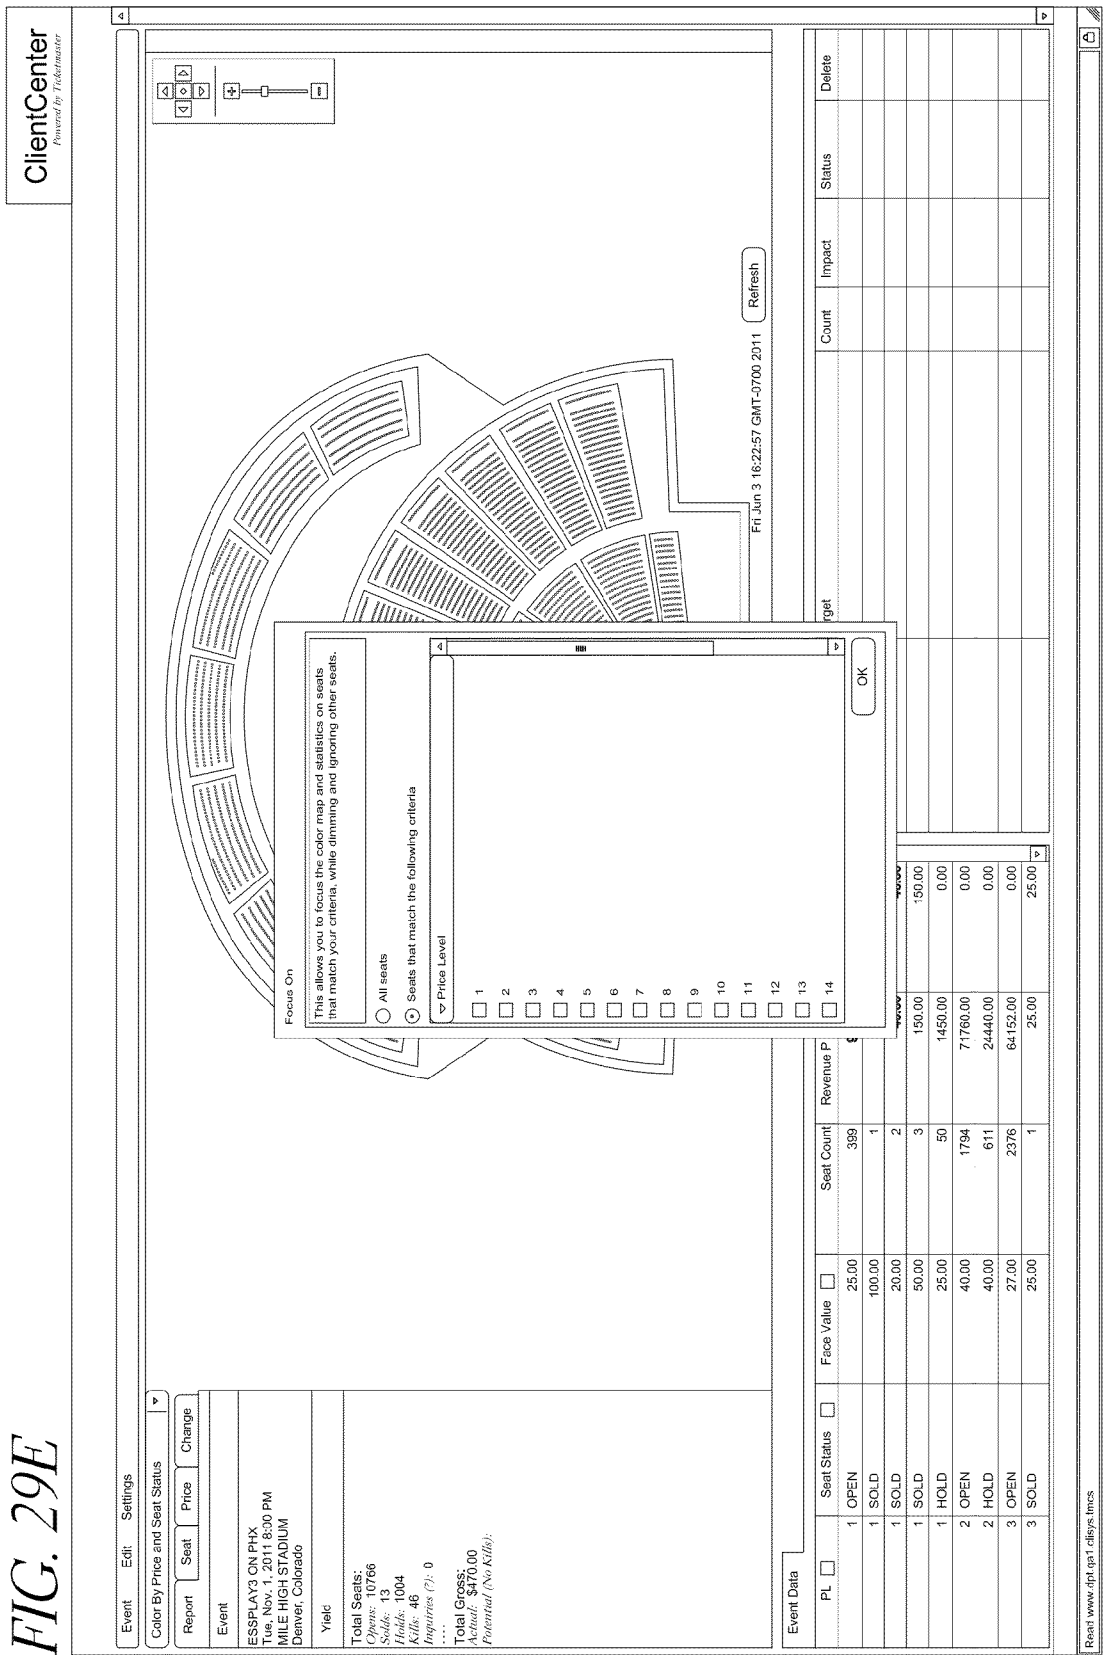 FIG. 29E
ClientCenter
Powered by Ticketmaster
Event Edit Settings
Color By Price and Seat Status
Report Seat Price Change
Event
ESSPLAY3 ON PHX
Tue, Nov. 1, 2011 8:00 PM
MILE HIGH STADIUM
Denver, Colorado
Yield
Total Seats:
Opens: 10766
Solds: 13
Holds: 1004
Kills: 46
Inquiries (?): 0
....
Total Gross:
Actual: $470.00
Potential (No Kills):
Fri Jun 3 16:22:57 GMT-0700 2011 Refresh
Focus On
This allows you to focus the color map and statistics on seats
that match your criteria, while dimming and ignoring other seats.
All seats
Seats that match the following criteria
Price Level
1
2
3
4
5
6
7
8
9
10
11
12
13
14
OK
Event Data
PL Seat Status Face Value Seat Count Revenue P rget Count Impact Status Delete
1 OPEN 25.00 399
1 SOLD 100.00 1
1 SOLD 20.00 2
1 SOLD 50.00 3 150.00 150.00
1 HOLD 25.00 50 1450.00 0.00
2 OPEN 40.00 1794 71760.00 0.00
2 HOLD 40.00 611 24440.00 0.00
3 OPEN 27.00 2376 64152.00 0.00
3 SOLD 25.00 1 25.00 25.00
Read www.dpt.qa1 clisys.tmcs